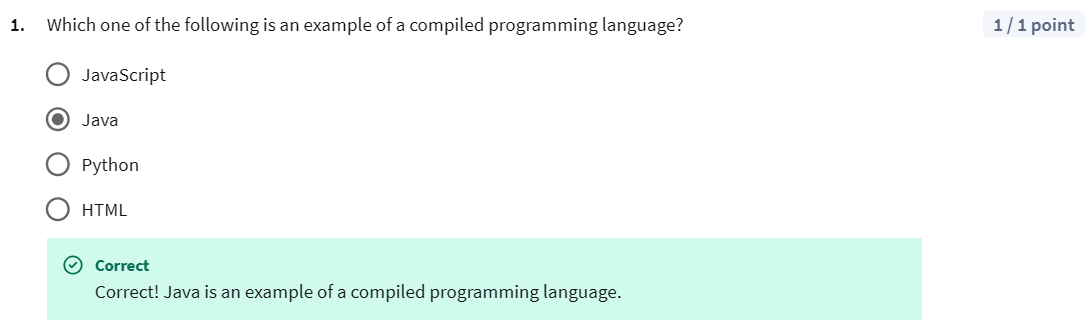 1. Which one of the following is an example of a compiled programming language? 1 / 1 point
JavaScript
Java
Python
HTML
Correct
Correct! Java is an example of a compiled programming language.